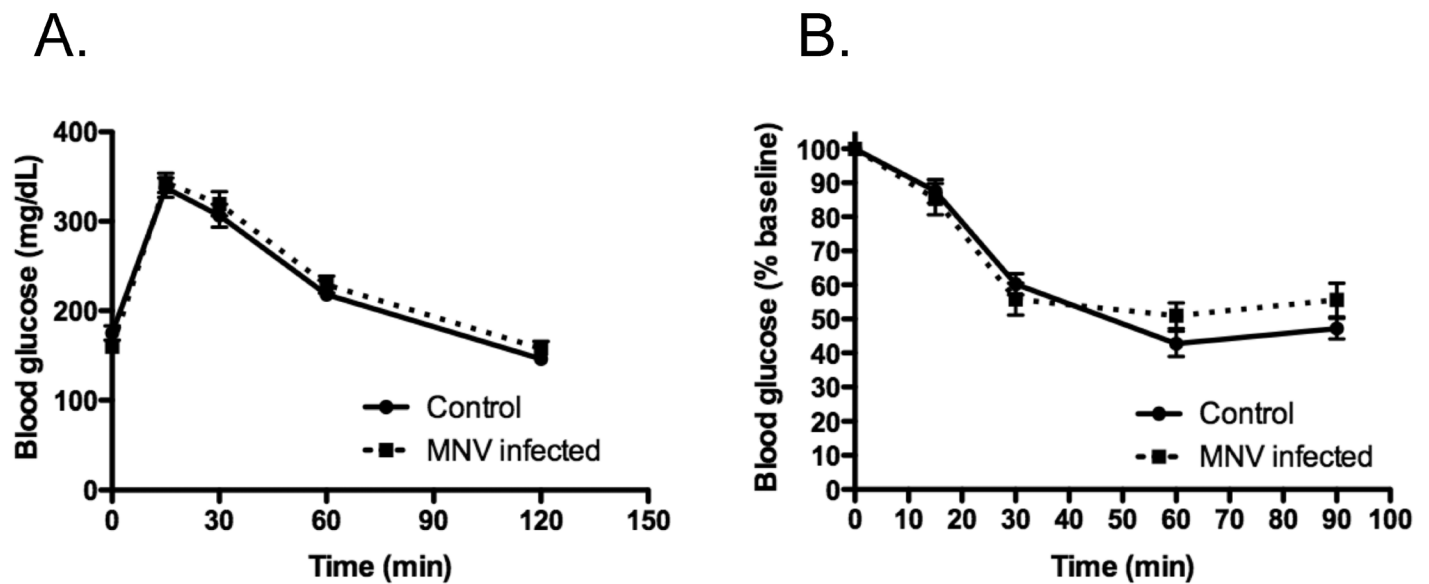 A.
Blood glucose (mg/dL)
400
300
200
100
0
0 30 60 90 120 150
Time (min)
Control
MNV infected
B.
Blood glucose (% baseline)
100
90
80
70
60
50
40
30
20
10
0
0 10 20 30 40 50 60 70 80 90 100
Time (min)
Control
MNV infected